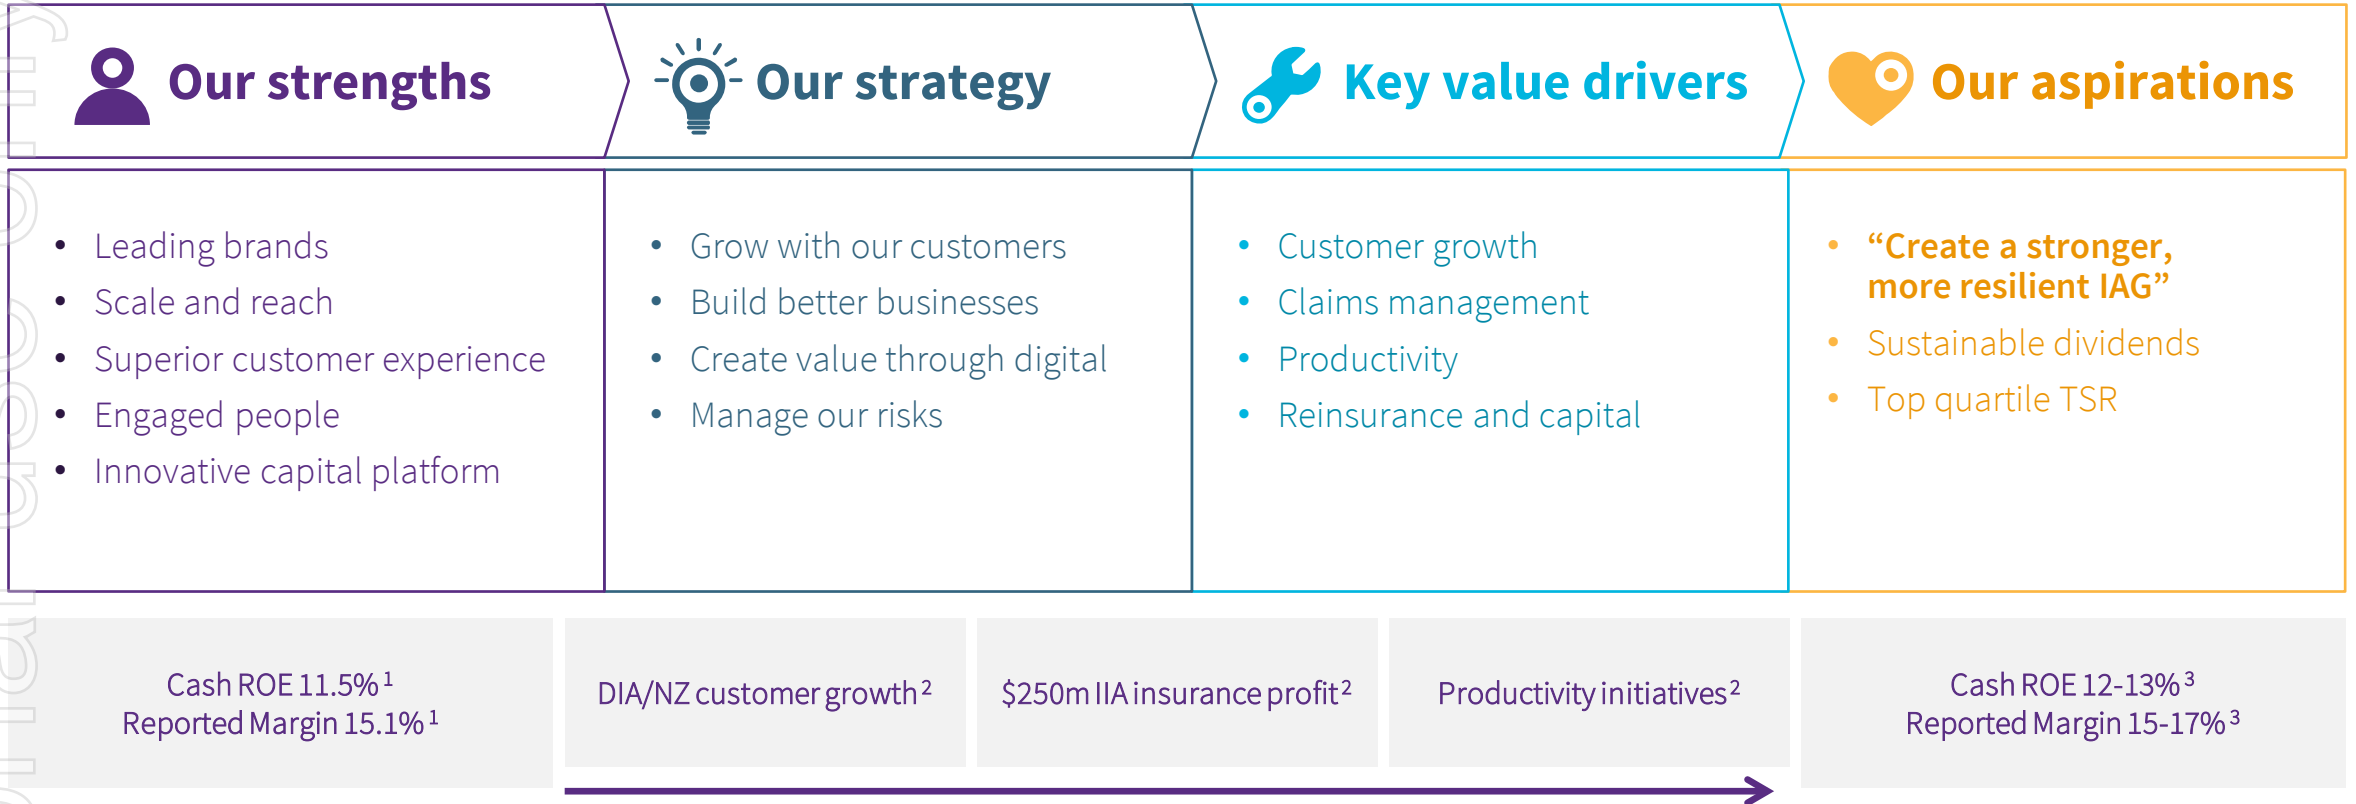 Our strengths
Our strategy
Key value drivers
Our aspirations
• Leading brands
• Scale and reach
• Superior customer experience
• Engaged people
• Innovative capital platform
• Grow with our customers
• Build better businesses
• Create value through digital
• Manage our risks
• Customer growth
• Claims management
• Productivity
• Reinsurance and capital
• “Create a stronger,
more resilient IAG”
• Sustainable dividends
• Top quartile TSR
Cash ROE 11.5%¹
Reported Margin 15.1%¹
DIA/NZ customer growth²
$250m IIA insurance profit²
Productivity initiatives²
Cash ROE 12-13%³
Reported Margin 15-17%³